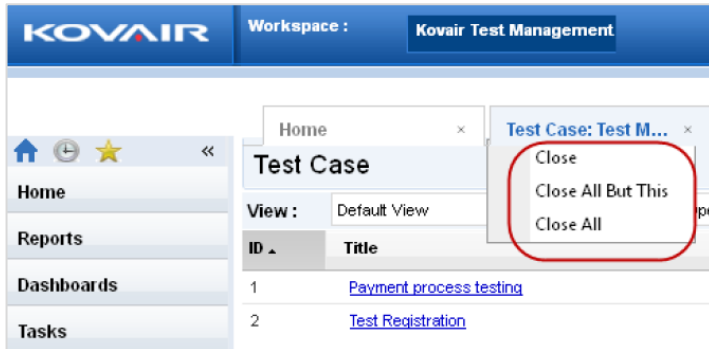 KOVAIR
Workspace : Kovair Test Management
Home × Test Case: Test M... ×
Close
Close All But This
Close All
«
Test Case
Home
View : Default View
Reports
ID Title
Dashboards
1 Payment process testing
Tasks
2 Test Registration